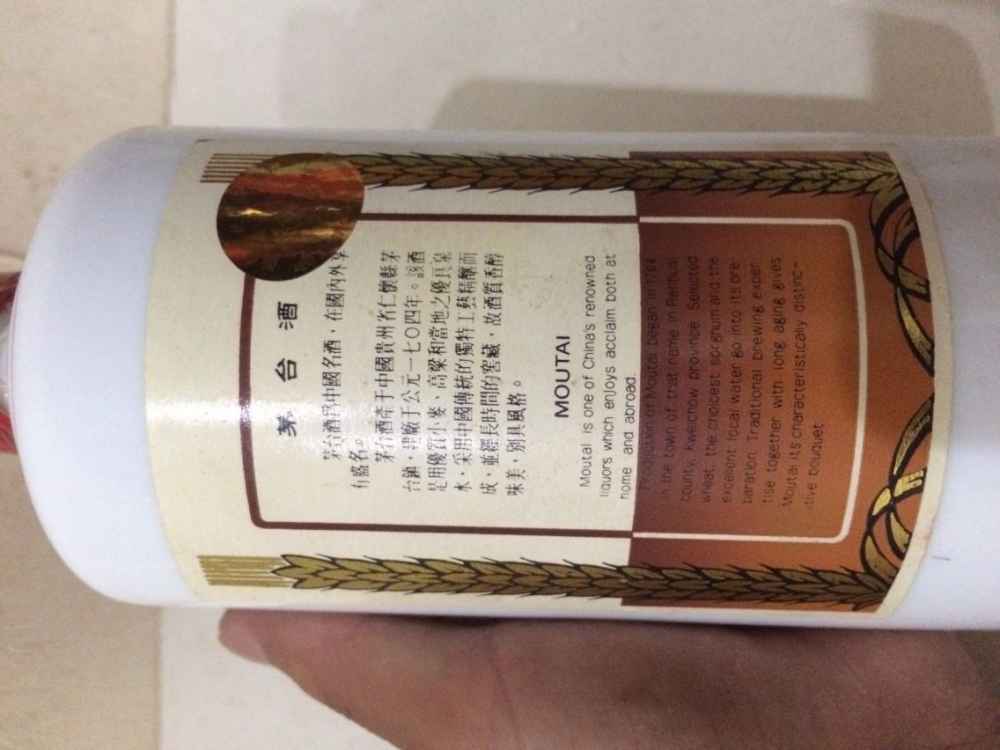 茅台酒
茅台酒爲中國名酒，在國內外享
有盛名。
茅台酒產于中國貴州省仁懷縣茅
台鎮，建廠于公元一七〇四年。該酒
是用優質小麥、高粱和當地之優良泉
水，采用中國傳統的獨特工藝精釀而
成，並經長時間的窖藏，故酒質香醇
味美，別具風格。
MOUTAI
Moutai is one of China's renowned
liquors which enjoys acclaim both at
home and abroad.
Production of Moutai began in 1704
in the town of that name in Renhuai
county, Kweichow province. Selected
wheat, the choicest sorghum and the
excellent local water go into its pre-
paration. Traditional brewing exper-
tise together with long aging gives
Moutai its characteristically distinc-
tive bouquet